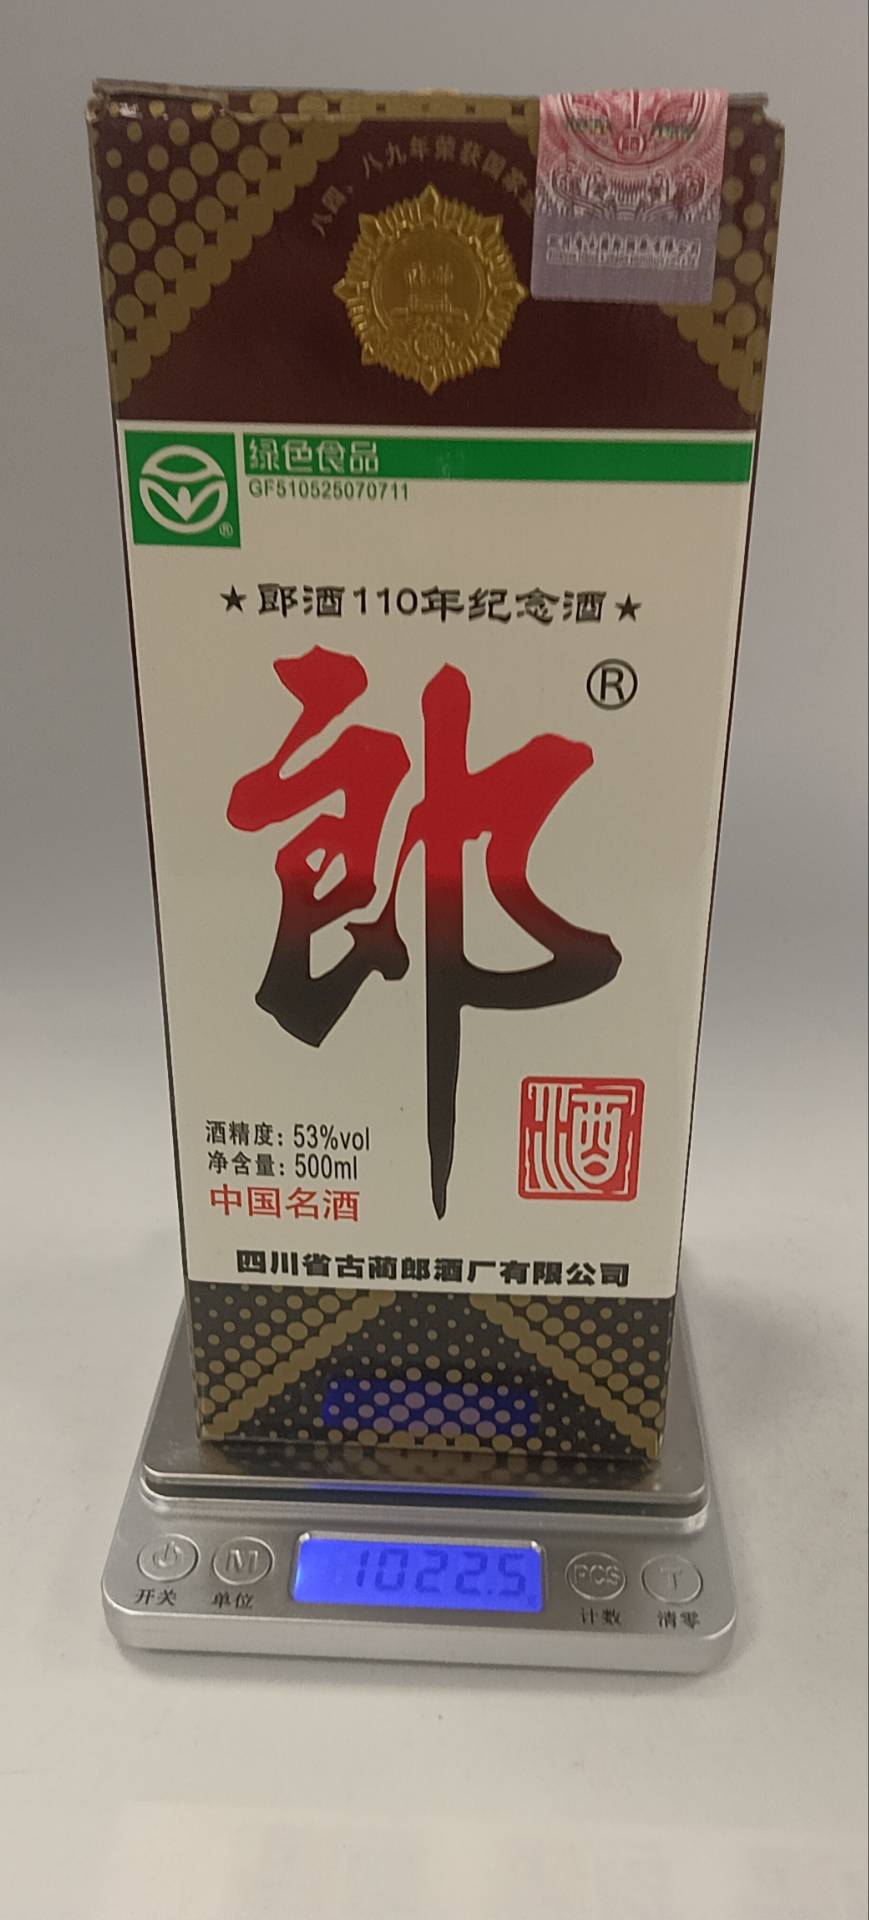 八四、八九年荣获国家
绿色食品
GF510525070711
®
★郎酒110年纪念酒★
郎®
酒
酒精度: 53%vol
净含量: 500ml
中国名酒
四川省古蔺郎酒厂有限公司
1022.5
M
PCS
T
开关
单位
计数
清零